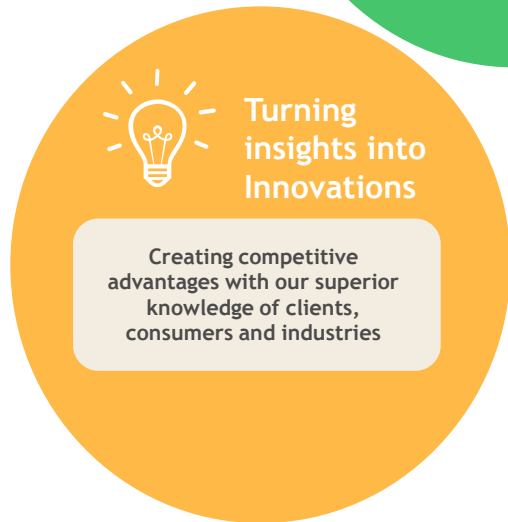 Turning
insights into
Innovations
Creating competitive
advantages with our superior
knowledge of clients,
consumers and industries